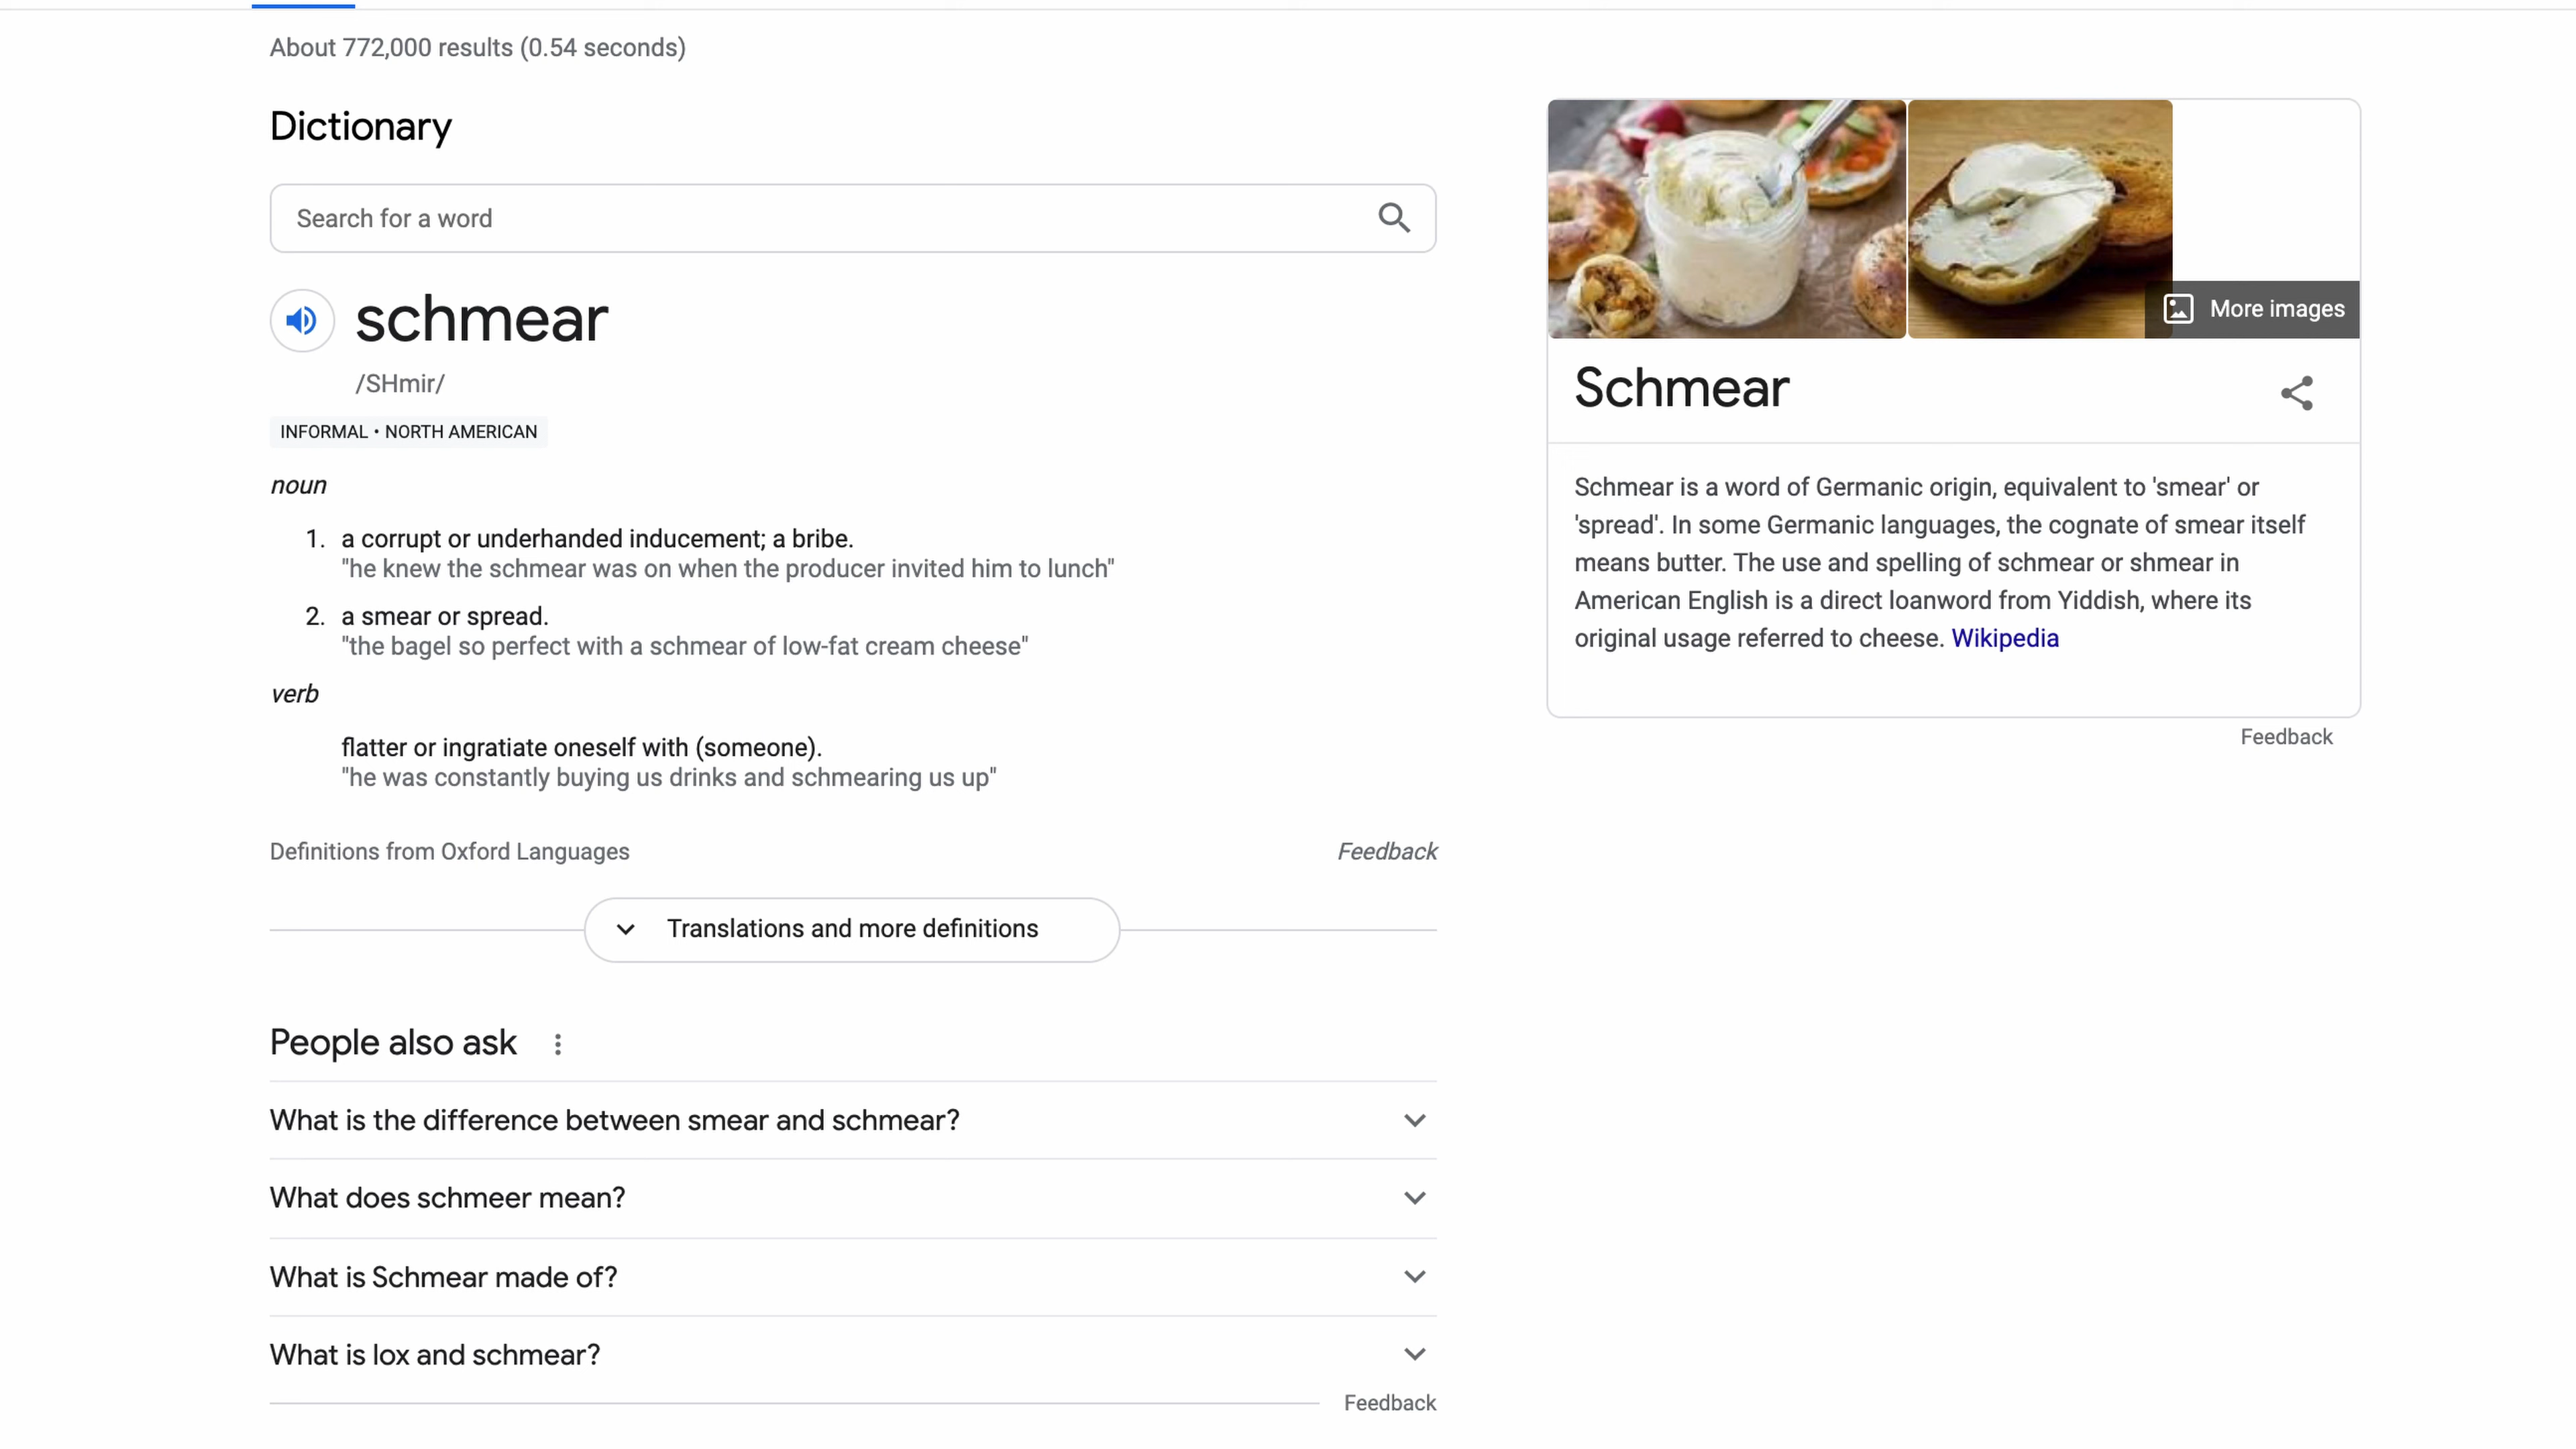 About 772,000 results (0.54 seconds)
Dictionary
Search for a word
schmear
/SHmir/
INFORMAL • NORTH AMERICAN
noun
1. a corrupt or underhanded inducement; a bribe.
"he knew the schmear was on when the producer invited him to lunch"
2. a smear or spread.
"the bagel so perfect with a schmear of low-fat cream cheese"
verb
flatter or ingratiate oneself with (someone).
"he was constantly buying us drinks and schmearing us up"
Definitions from Oxford Languages
Feedback
Translations and more definitions
People also ask
What is the difference between smear and schmear?
What does schmeer mean?
What is Schmear made of?
What is lox and schmear?
Feedback
More images
Schmear
Schmear is a word of Germanic origin, equivalent to 'smear' or
'spread'. In some Germanic languages, the cognate of smear itself
means butter. The use and spelling of schmear or shmear in
American English is a direct loanword from Yiddish, where its
original usage referred to cheese. Wikipedia
Feedback